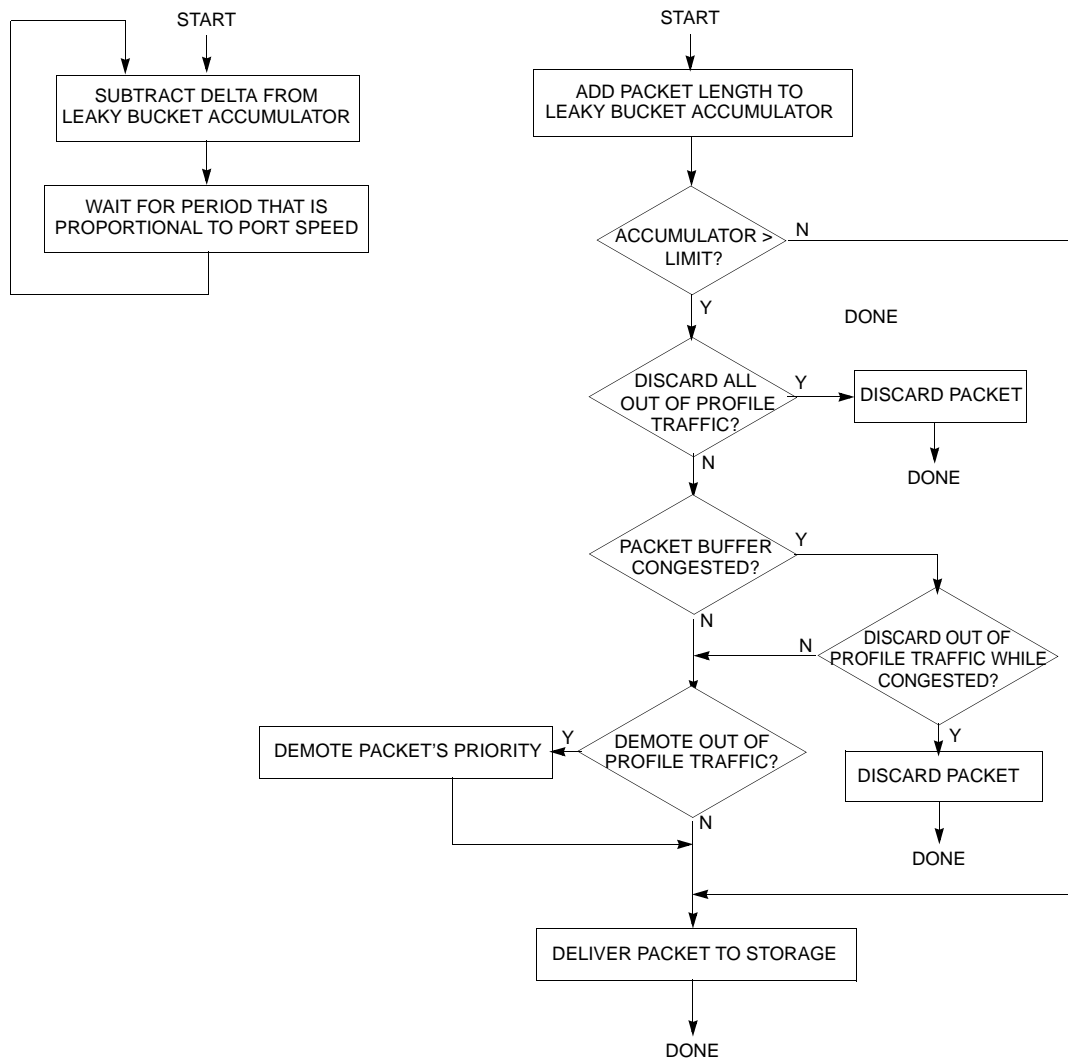 START
SUBTRACT DELTA FROM
LEAKY BUCKET ACCUMULATOR
WAIT FOR PERIOD THAT IS
PROPORTIONAL TO PORT SPEED
START
ADD PACKET LENGTH TO
LEAKY BUCKET ACCUMULATOR
ACCUMULATOR >
LIMIT?
N
Y
DONE
DISCARD ALL
OUT OF PROFILE
TRAFFIC?
Y
DISCARD PACKET
N
DONE
PACKET BUFFER
CONGESTED?
Y
N
DISCARD OUT OF
PROFILE TRAFFIC WHILE
CONGESTED?
N
Y
DISCARD PACKET
DONE
DEMOTE OUT OF
PROFILE TRAFFIC?
Y
DEMOTE PACKET'S PRIORITY
N
DELIVER PACKET TO STORAGE
DONE